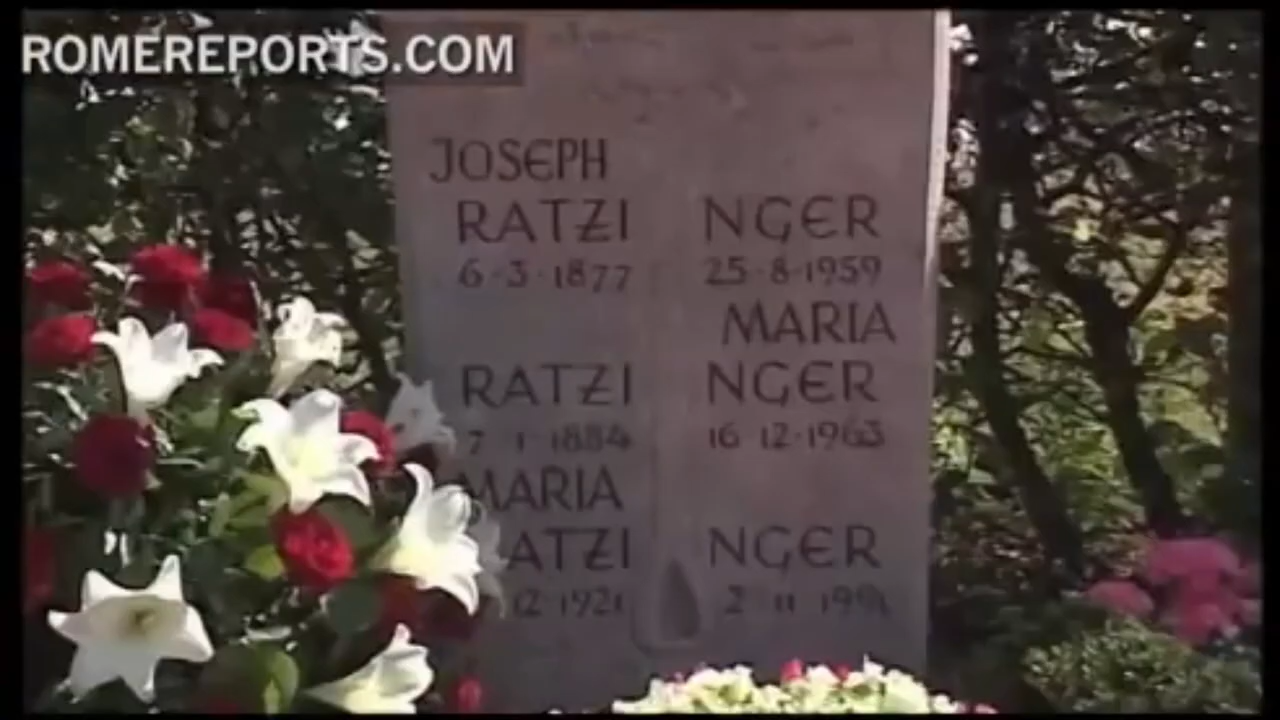 ROMEREPORTS.COM
JOSEPH
RATZI NGER
6·3·1877 25·8·1959
MARIA
RATZI NGER
7·1·1884 16·12·1963
MARIA
ATZI NGER
12·1921 2·11·1991